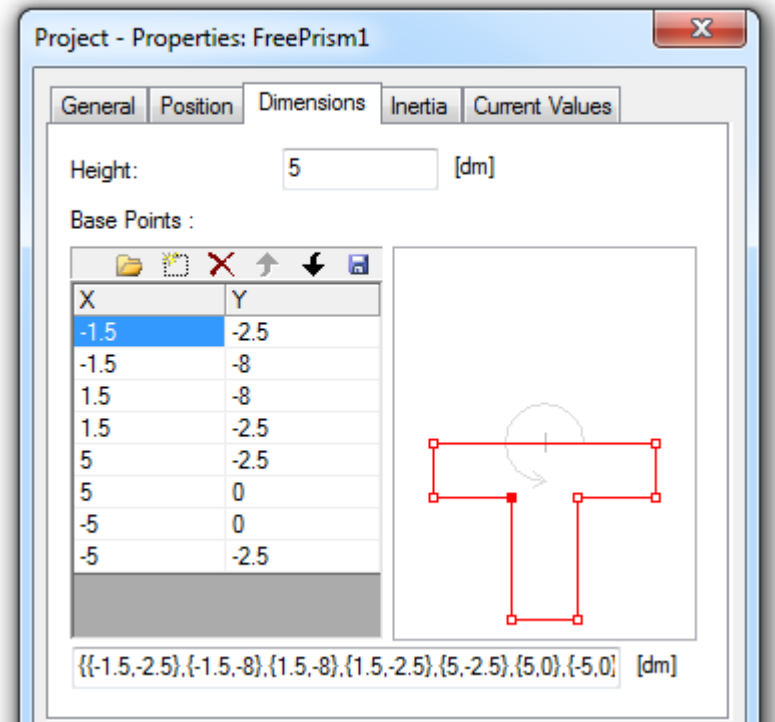 Project - Properties: FreePrism1
General Position Dimensions Inertia Current Values
Height: 5 [dm]
Base Points :
X Y
-1.5 -2.5
-1.5 -8
1.5 -8
1.5 -2.5
5 -2.5
5 0
-5 0
-5 -2.5
{{-1.5,-2.5},{-1.5,-8},{1.5,-8},{1.5,-2.5},{5,-2.5},{5,0},{-5,0} [dm]